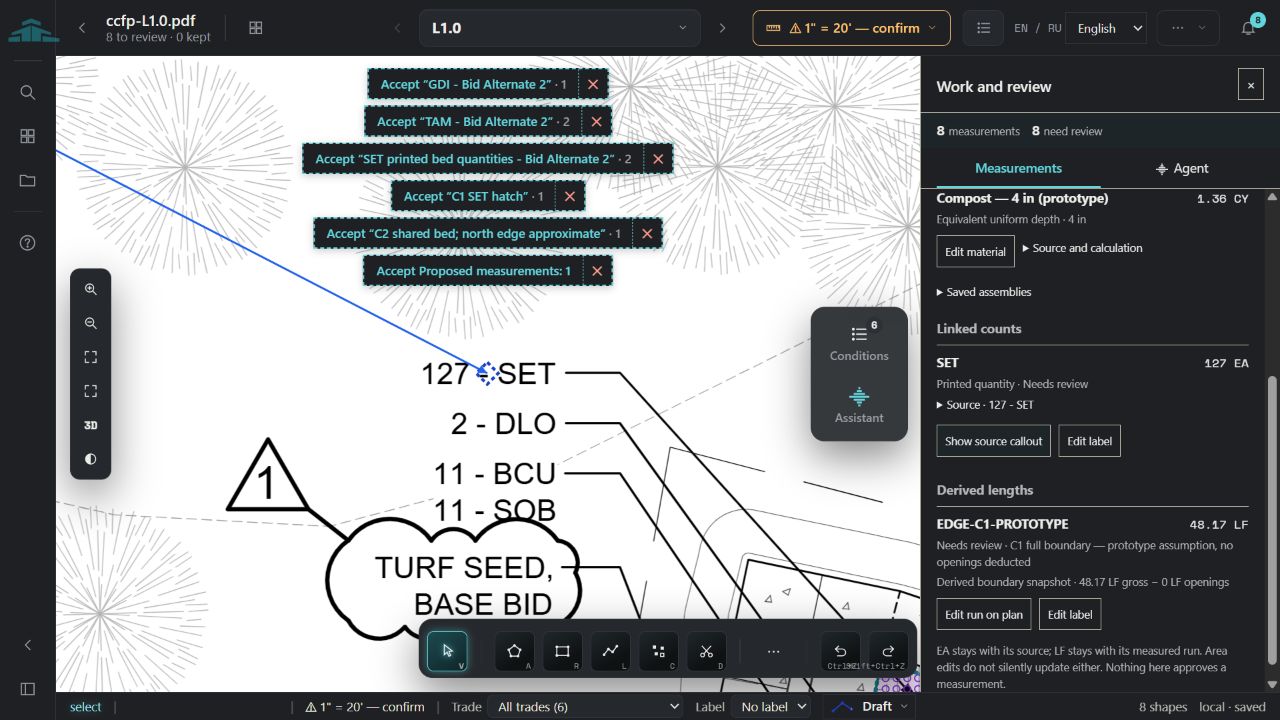 ccfp-L1.0.pdf
8 to review · 0 kept
L1.0
⚠ 1" = 20' — confirm
EN / RU
English
···
8
Accept “GDI - Bid Alternate 2” · 1
Accept “TAM - Bid Alternate 2” · 2
Accept “SET printed bed quantities - Bid Alternate 2” · 2
Accept “C1 SET hatch” · 1
Accept “C2 shared bed; north edge approximate” · 1
Accept Proposed measurements: 1
3D
6
Conditions
Assistant
127 - SET
2 - DLO
11 - BCU
11 - SOB
1
TURF SEED,
BASE BID
V
A
R
L
C
D
···
Work and review
×
8 measurements 8 need review
Measurements
Agent
Compost — 4 in (prototype) 1.36 CY
Equivalent uniform depth · 4 in
Edit material
Source and calculation
Saved assemblies
Linked counts
SET 127 EA
Printed quantity · Needs review
Source · 127 - SET
Show source callout
Edit label
Derived lengths
EDGE-C1-PROTOTYPE 48.17 LF
Needs review · C1 full boundary — prototype assumption, no
openings deducted
Derived boundary snapshot · 48.17 LF gross − 0 LF openings
Edit run on plan
Edit label
EA stays with its source; LF stays with its measured run. Area
edits do not silently update either. Nothing here approves a
measurement.
select
⚠ 1" = 20' — confirm
Trade
All trades (6)
Label
No label
Draft
8 shapes local · saved